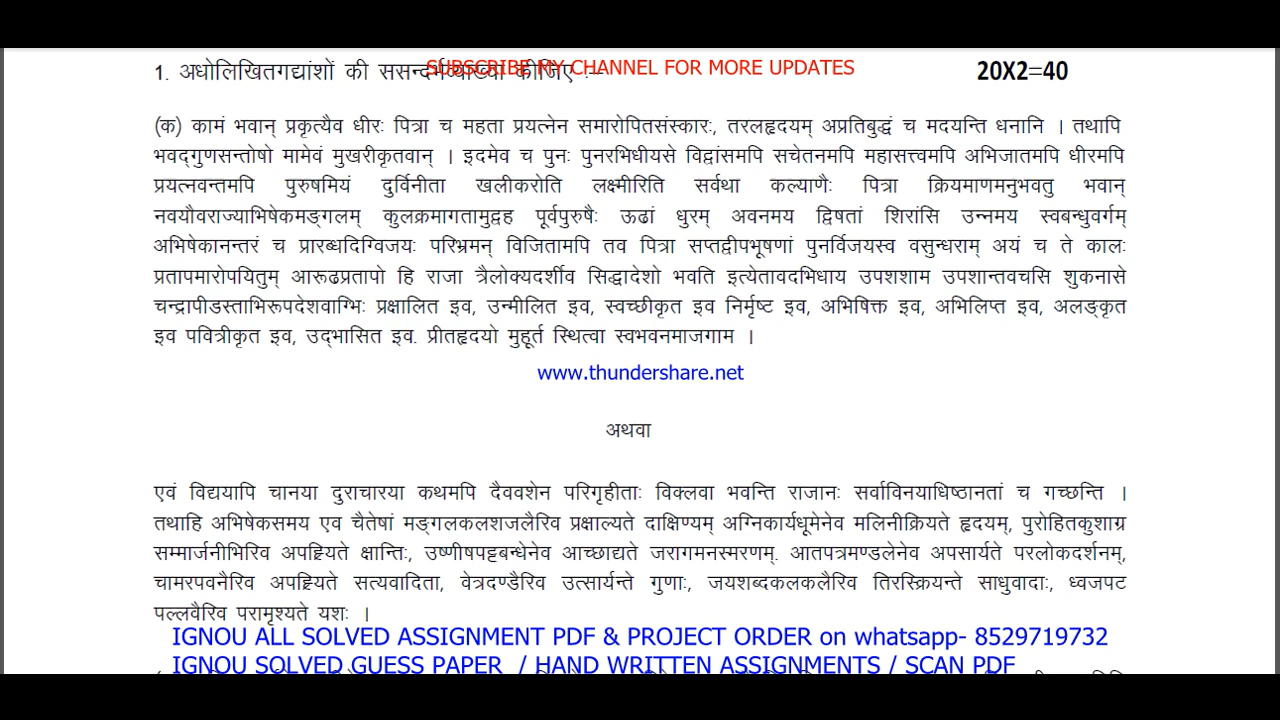 1. अधोलिखितगद्यांशों की ससन्दर्भव्याख्या कीजिए :–
SUBSCRIBE MY CHANNEL FOR MORE UPDATES
20X2=40
(क) कामं भवान् प्रकृत्यैव धीरः पित्रा च महता प्रयत्नेन समारोपितसंस्कारः, तरलहृदयम् अप्रतिबुद्धं च मदयन्ति धनानि । तथापि
भवद्गुणसन्तोषो मामेवं मुखरीकृतवान् । इदमेव च पुनः पुनरभिधीयसे विद्वांसमपि सचेतनमपि महासत्त्वमपि अभिजातमपि धीरमपि
प्रयत्नवन्तमपि पुरुषमियं दुर्विनीता खलीकरोति लक्ष्मीरिति सर्वथा कल्याणैः पित्रा क्रियमाणमनुभवतु भवान्
नवयौवराज्याभिषेकमङ्गलम् कुलक्रमागतामुद्वह पूर्वपुरुषैः ऊढां धुरम् अवनमय द्विषतां शिरांसि उन्नमय स्वबन्धुवर्गम्
अभिषेकानन्तरं च प्रारब्धदिग्विजयः परिभ्रमन् विजितामपि तव पित्रा सप्तद्वीपभूषणां पुनर्विजयस्व वसुन्धराम् अयं च ते कालः
प्रतापमारोपयितुम् आरूढप्रतापो हि राजा त्रैलोक्यदर्शीव सिद्धादेशो भवति इत्येतावदभिधाय उपशशाम उपशान्तवचसि शुकनासे
चन्द्रापीडस्ताभिरूपदेशवाग्भिः प्रक्षालित इव, उन्मीलित इव, स्वच्छीकृत इव निर्मृष्ट इव, अभिषिक्त इव, अभिलिप्त इव, अलङ्कृत
इव पवित्रीकृत इव, उद्भासित इव. प्रीतहृदयो मुहूर्त स्थित्वा स्वभवनमाजगाम ।
www.thundershare.net
अथवा
एवं विद्ययापि चानया दुराचारया कथमपि दैववशेन परिगृहीताः विक्लवा भवन्ति राजानः सर्वाविनयाधिष्ठानतां च गच्छन्ति ।
तथाहि अभिषेकसमय एव चैतेषां मङ्गलकलशजलैरिव प्रक्षाल्यते दाक्षिण्यम् अग्निकार्यधूमेनेव मलिनीक्रियते हृदयम्, पुरोहितकुशाग्र
सम्मार्जनीभिरिव अपह्रियते क्षान्तिः, उष्णीषपट्टबन्धेनेव आच्छाद्यते जरागमनस्मरणम्. आतपत्रमण्डलेनेव अपसार्यते परलोकदर्शनम्,
चामरपवनैरिव अपह्रियते सत्यवादिता, वेत्रदण्डैरिव उत्सार्यन्ते गुणाः, जयशब्दकलकलैरिव तिरस्क्रियन्ते साधुवादाः, ध्वजपट
पल्लवैरिव परामृश्यते यशः ।
IGNOU ALL SOLVED ASSIGNMENT PDF & PROJECT ORDER on whatsapp- 8529719732
IGNOU SOLVED GUESS PAPER / HAND WRITTEN ASSIGNMENTS / SCAN PDF